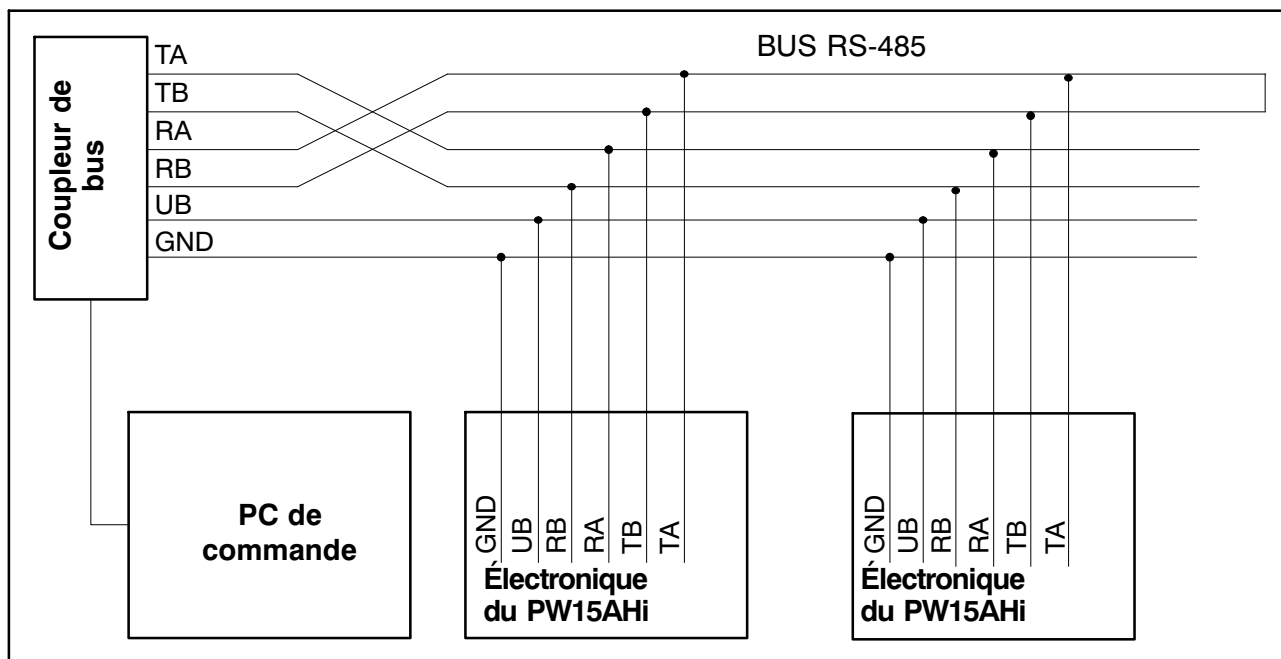 BUS RS-485
Coupleur de
bus
TA
TB
RA
RB
UB
GND
PC de
commande
GND
UB
RB
RA
TB
TA
Électronique
du PW15AHi
GND
UB
RB
RA
TB
TA
Électronique
du PW15AHi